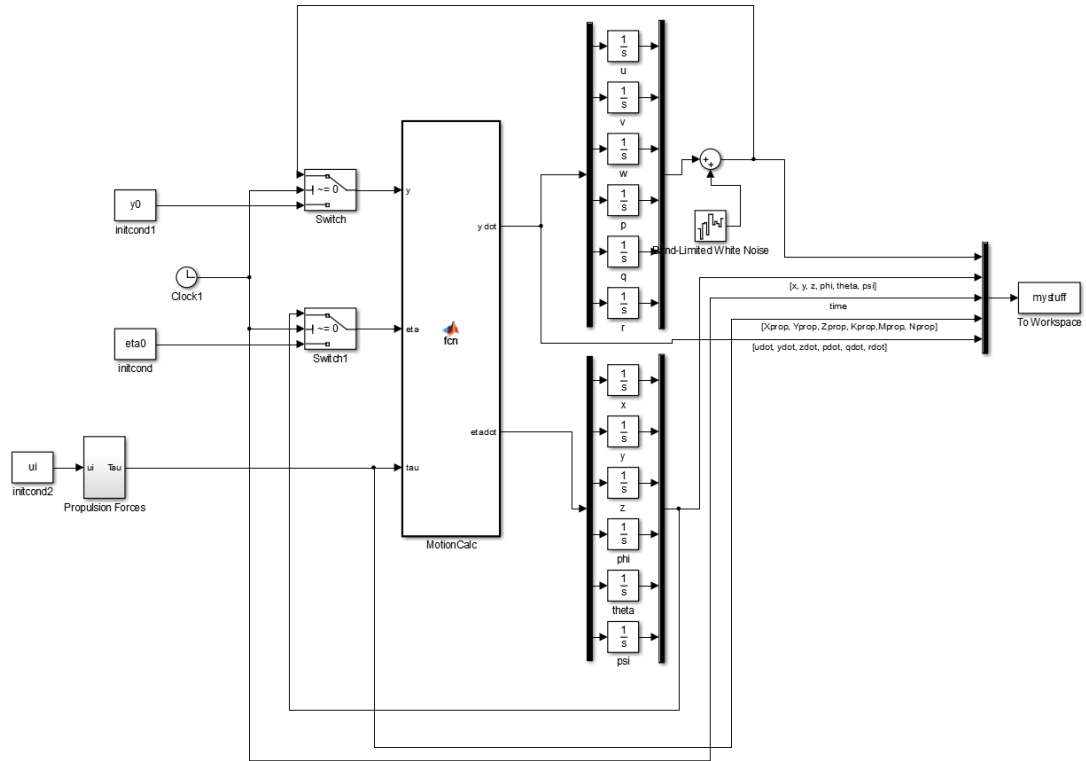 1
s
u
1
s
v
1
s
w
1
s
p
1
s
q
1
s
r
y0
initcond1
~= 0
Switch
Clock1
eta0
initcond
~= 0
Switch1
ui
initcond2
ui Tau
Propulsion Forces
y
eta
tau
fcn
y dot
etadot
MotionCalc
+
+
Band-Limited White Noise
[x, y, z, phi, theta, psi]
time
[Xprop, Yprop, Zprop, Kprop,Mprop, Nprop]
[udot, ydot, zdot, pdot, qdot, rdot]
mystuff
To Workspace
1
s
x
1
s
y
1
s
z
1
s
phi
1
s
theta
1
s
psi